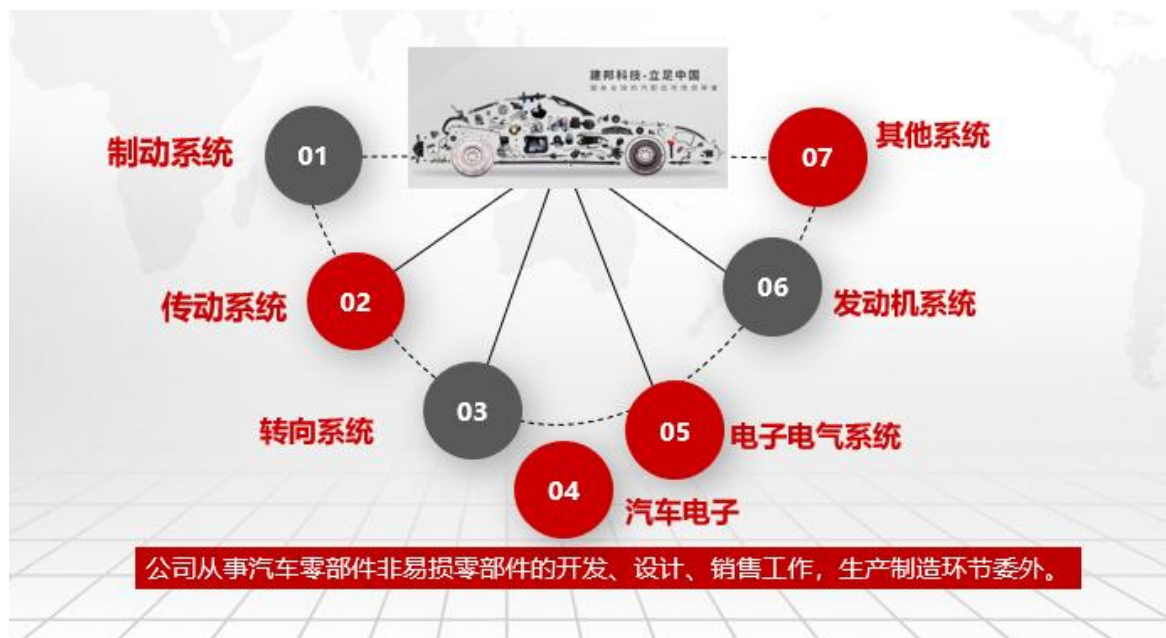 建邦科技-立足中国
制动系统
01
07
其他系统
传动系统
02
06
发动机系统
转向系统
03
05
电子电气系统
04
汽车电子
公司从事汽车零部件非易损零部件的开发、设计、销售工作，生产制造环节委外。